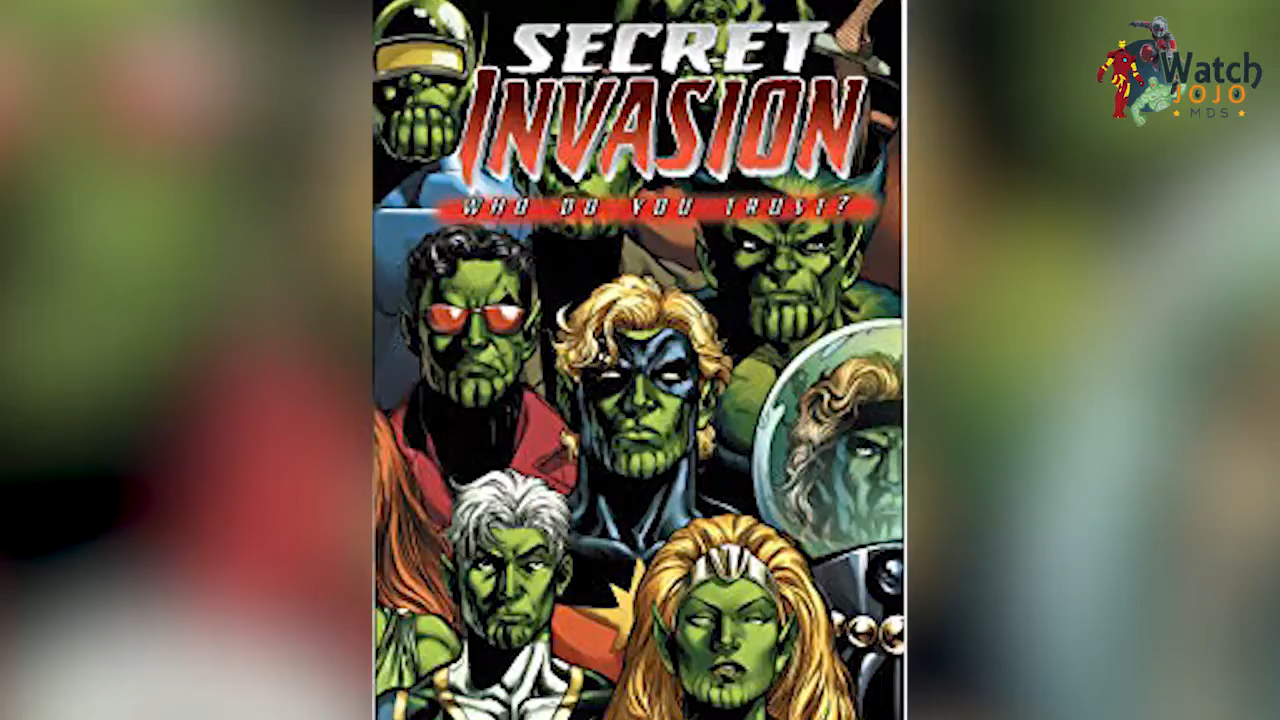 SECRET
INVASION
WHO DO YOU TRUST?
Watch
JOJO
MDS